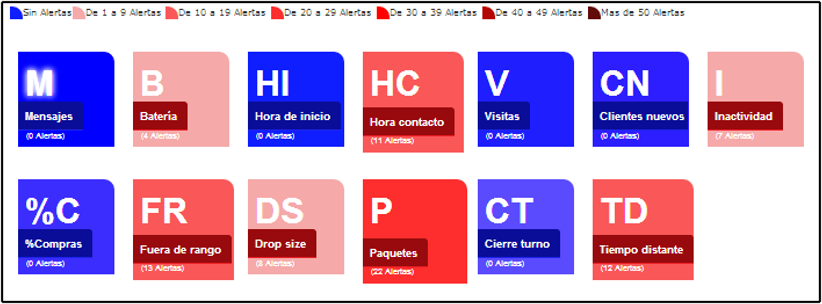 Sin Alertas De 1 a 9 Alertas De 10 a 19 Alertas De 20 a 29 Alertas De 30 a 39 Alertas De 40 a 49 Alertas Mas de 50 Alertas
M B HI HC V CN I
Mensajes Batería Hora de inicio Hora contacto Visitas Clientes nuevos Inactividad
(0 Alertas) (4 Alertas) (0 Alertas) (11 Alertas) (0 Alertas) (0 Alertas) (7 Alertas)
%C FR DS P CT TD
%Compras Fuera de rango Drop size Paquetes Cierre turno Tiempo distante
(0 Alertas) (13 Alertas) (8 Alertas) (22 Alertas) (0 Alertas) (12 Alertas)